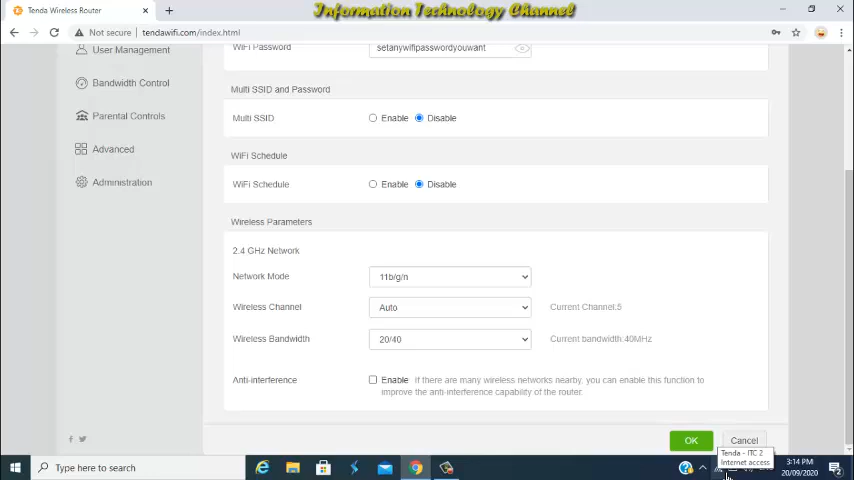 Information Technology Channel
Tenda Wireless Router
Not secure
tendawifi.com/index.html
User Management
WiFi Password
setanywifipasswordyouwant
Bandwidth Control
Multi SSID and Password
Parental Controls
Multi SSID
Enable
Disable
Advanced
WiFi Schedule
Administration
WiFi Schedule
Enable
Disable
Wireless Parameters
2.4 GHz Network
Network Mode
11b/g/n
Wireless Channel
Auto
Current Channel:5
Wireless Bandwidth
20/40
Current bandwidth:40MHz
Anti-interference
Enable
If there are many wireless networks nearby, you can enable this function to
improve the anti-interference capability of the router.
OK
Cancel
Tenda - ITC 2
Internet access
Type here to search
3:14 PM
20/09/2020
2